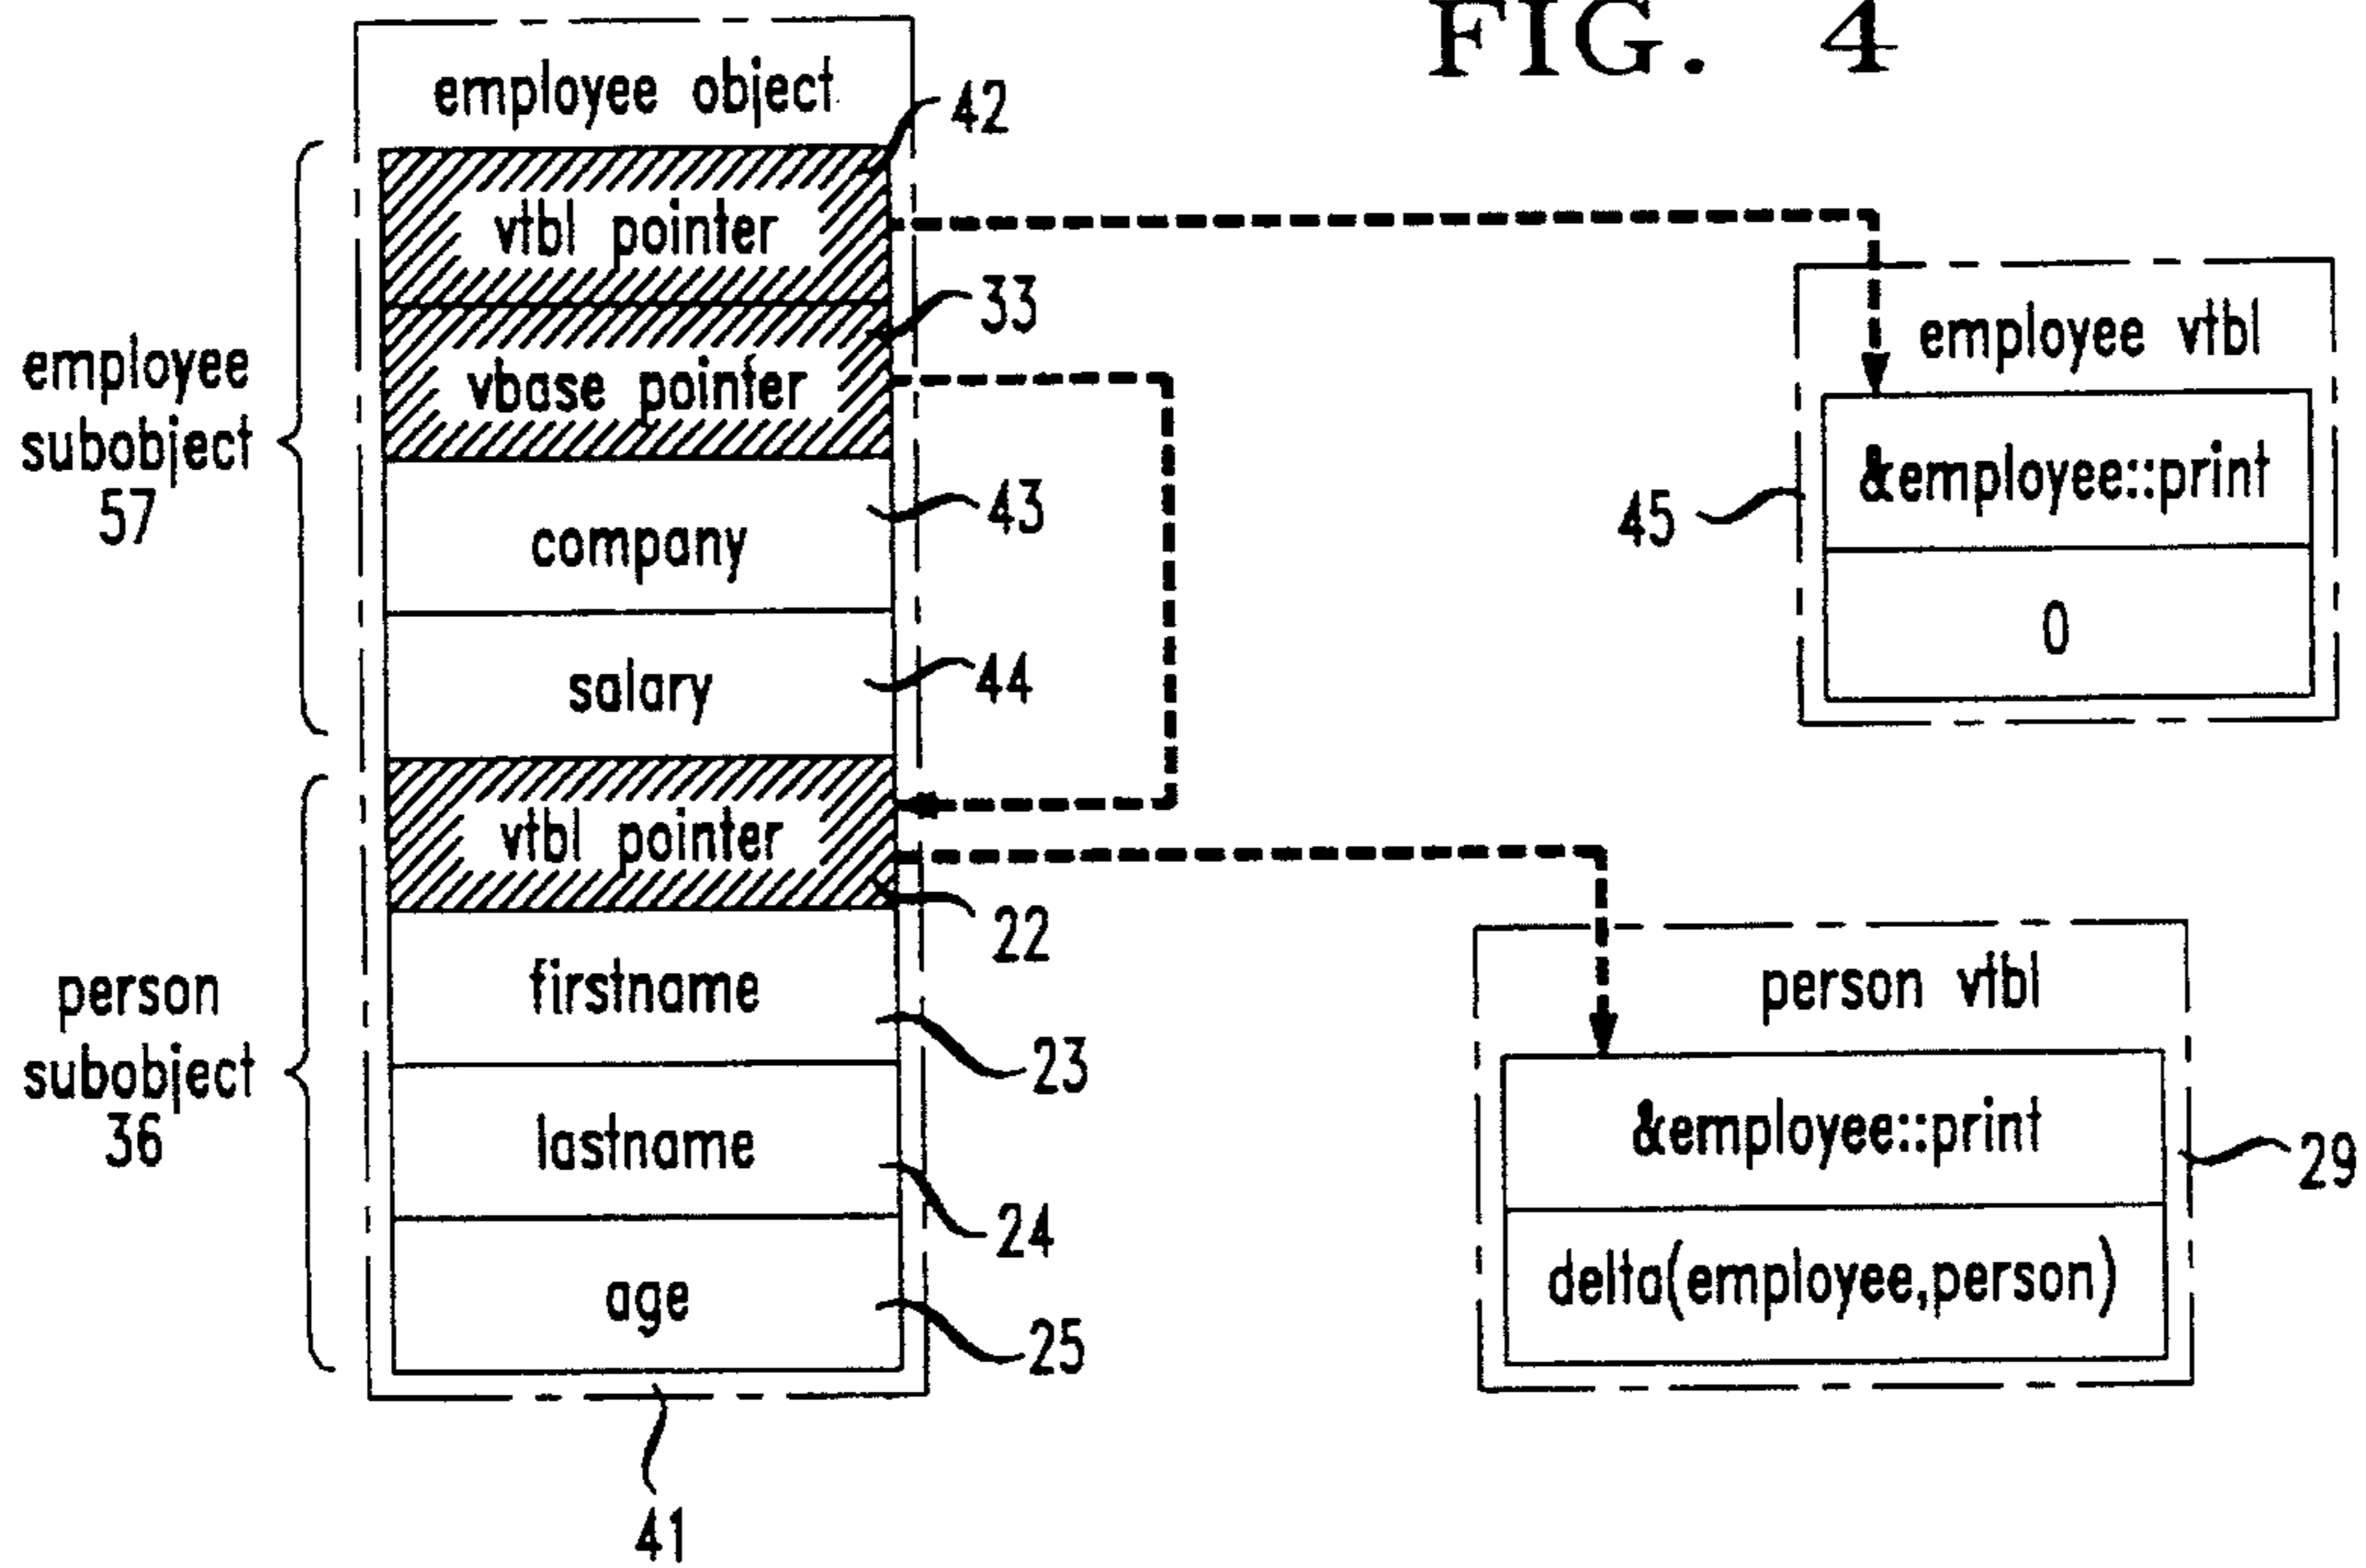 FIG. 4
employee object
42
vtbl pointer
33
vbase pointer
employee
subobject
57
43
company
44
salary
vtbl pointer
22
firstname
23
person
subobject
36
lastname
24
age
25
41
employee vtbl
&employee::print
45
0
person vtbl
&employee::print
29
delta(employee,person)